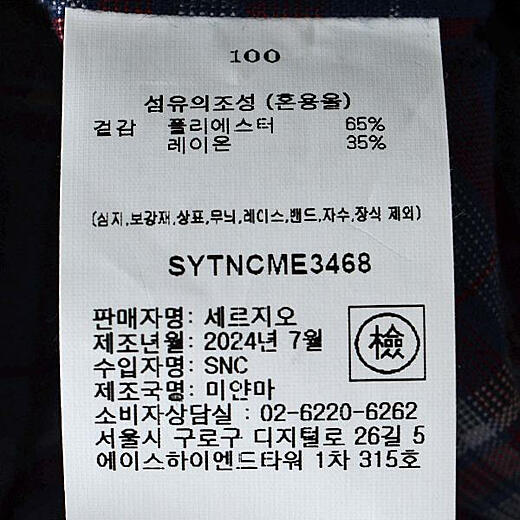 100
섬유의조성 (혼용율)
겉감 폴리에스터 65%
레이온 35%
(심지,보강재,상표,무늬,레이스,밴드,자수,장식 제외)
SYTNCME3468
판매자명: 세르지오
제조년월: 2024년 7월
수입자명: SNC
제조국명: 미얀마
소비자상담실 : 02-6220-6262
서울시 구로구 디지털로 26길 5
에이스하이엔드타워 1차 315호
檢